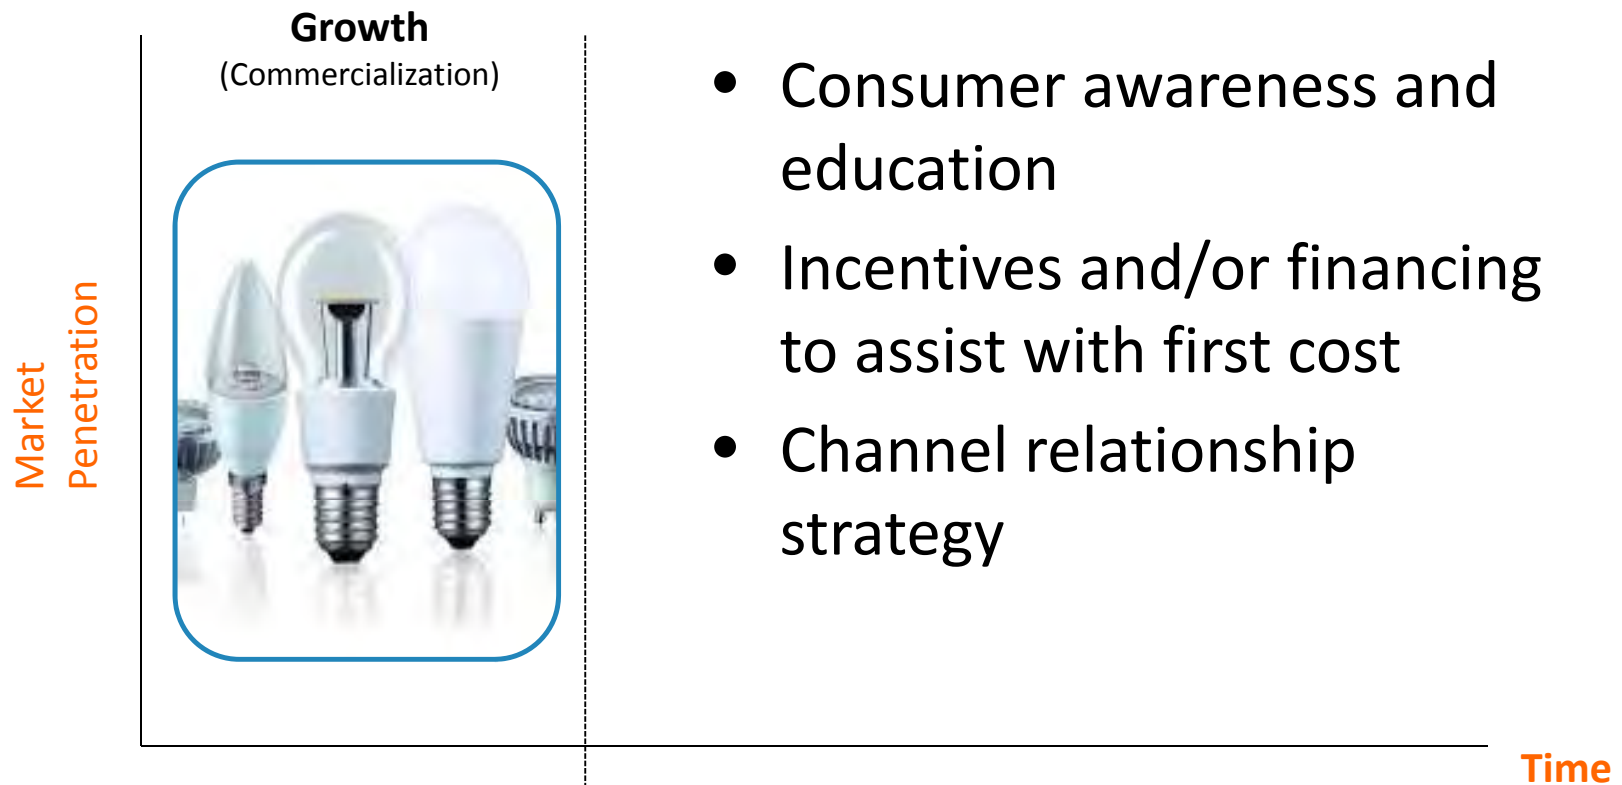 Growth
(Commercialization)
Market
Penetration
• Consumer awareness and
education
• Incentives and/or financing
to assist with first cost
• Channel relationship
strategy
Time